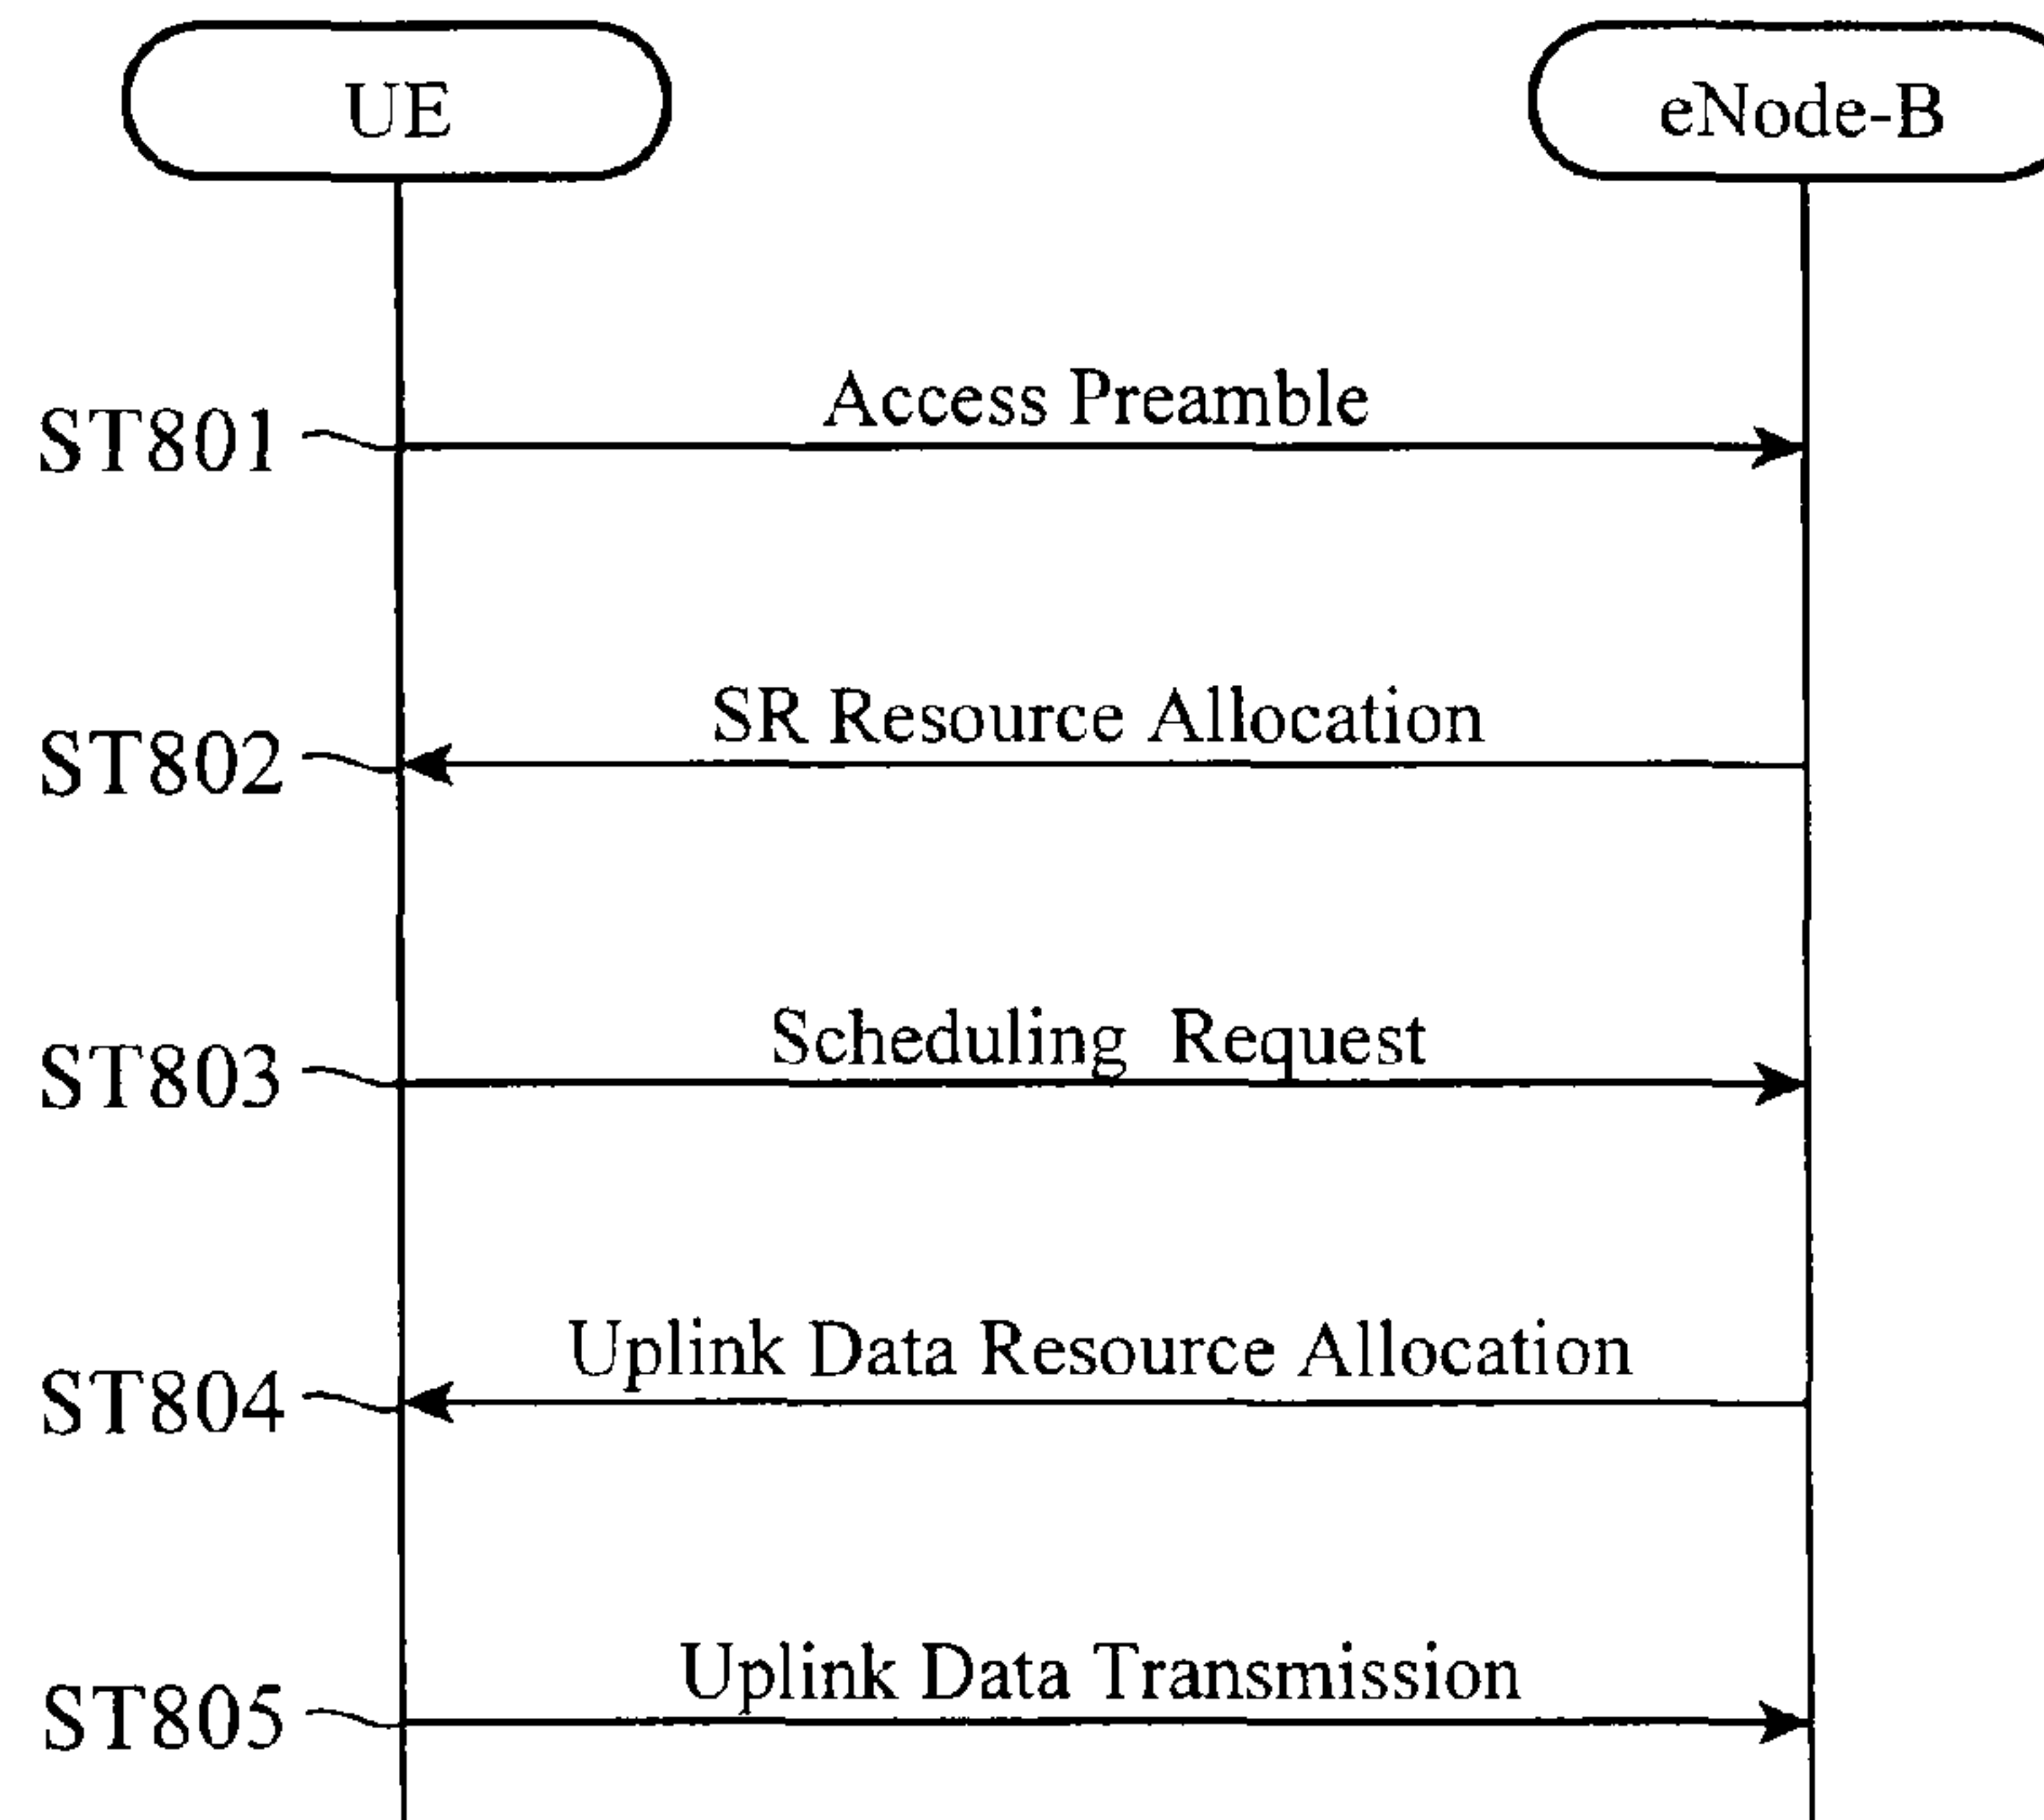 UE
eNode-B
Access Preamble
ST801
SR Resource Allocation
ST802
Scheduling Request
ST803
Uplink Data Resource Allocation
ST804
Uplink Data Transmission
ST805